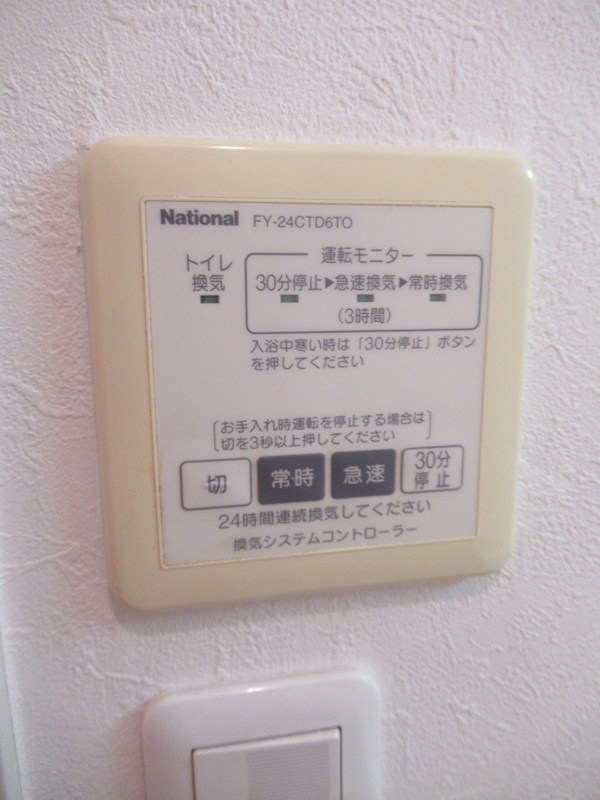 National FY-24CTD6TO
運転モニター
トイレ
換気
30分停止▶急速換気▶常時換気
(3時間)
入浴中寒い時は「30分停止」ボタン
を押してください
お手入れ時運転を停止する場合は
切を3秒以上押してください
切 常時 急速 30分
停止
24時間連続換気してください
換気システムコントローラー